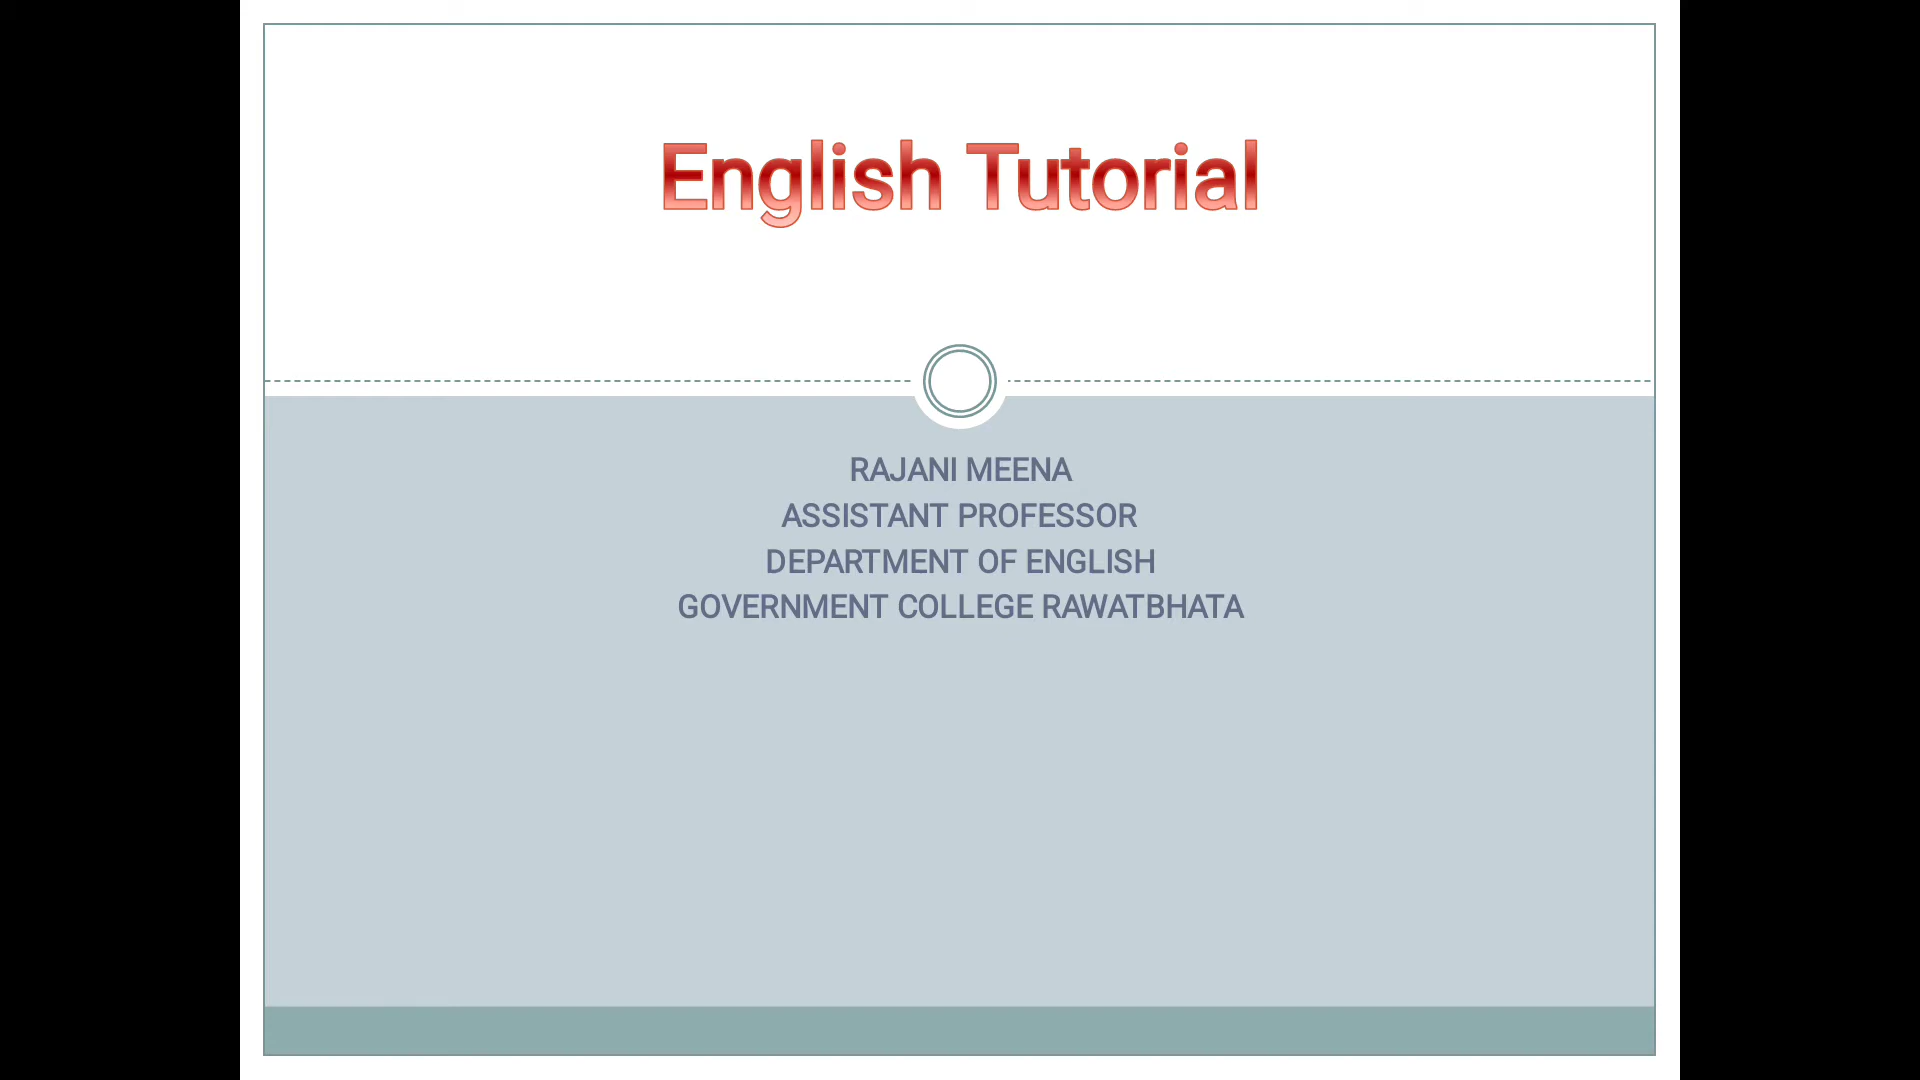 English Tutorial
RAJANI MEENA
ASSISTANT PROFESSOR
DEPARTMENT OF ENGLISH
GOVERNMENT COLLEGE RAWATBHATA